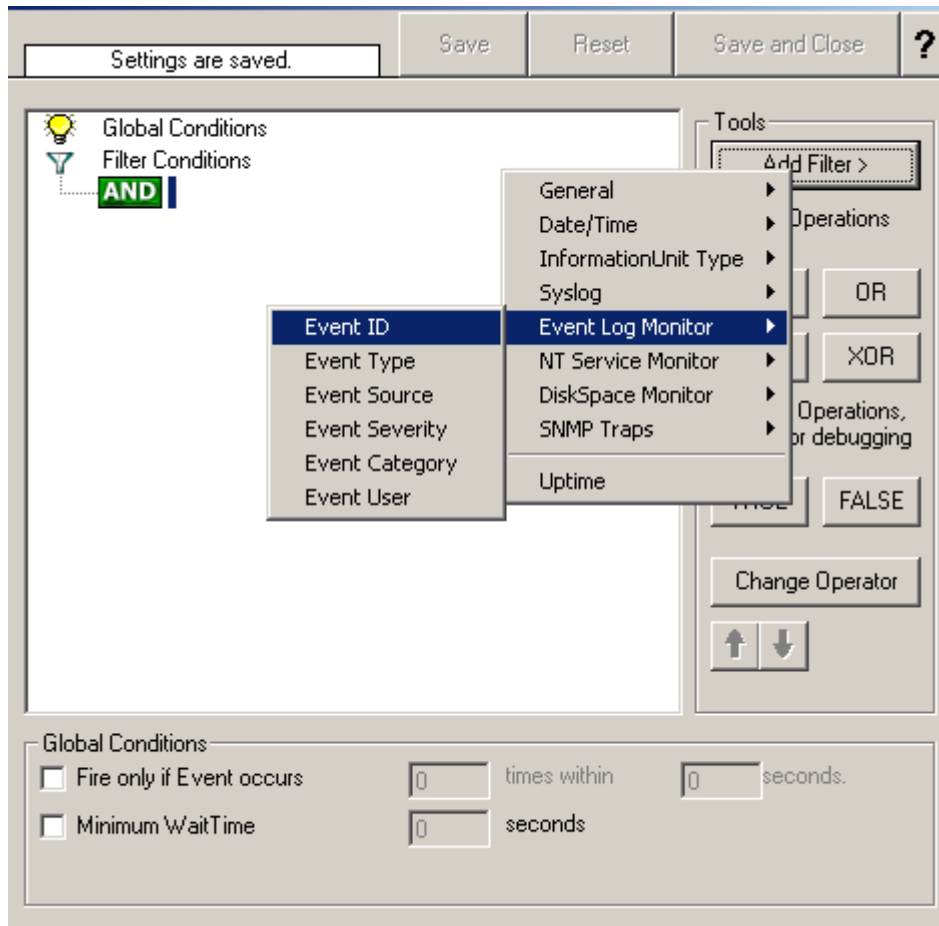 Settings are saved.
Save
Reset
Save and Close
?
Global Conditions
Filter Conditions
AND
Tools
Add Filter >
Operations
OR
XOR
Operations,
debugging
FALSE
Change Operator
General
Date/Time
InformationUnit Type
Syslog
Event Log Monitor
NT Service Monitor
DiskSpace Monitor
SNMP Traps
Uptime
Event ID
Event Type
Event Source
Event Severity
Event Category
Event User
Global Conditions
Fire only if Event occurs
0
times within
0
seconds.
Minimum WaitTime
0
seconds